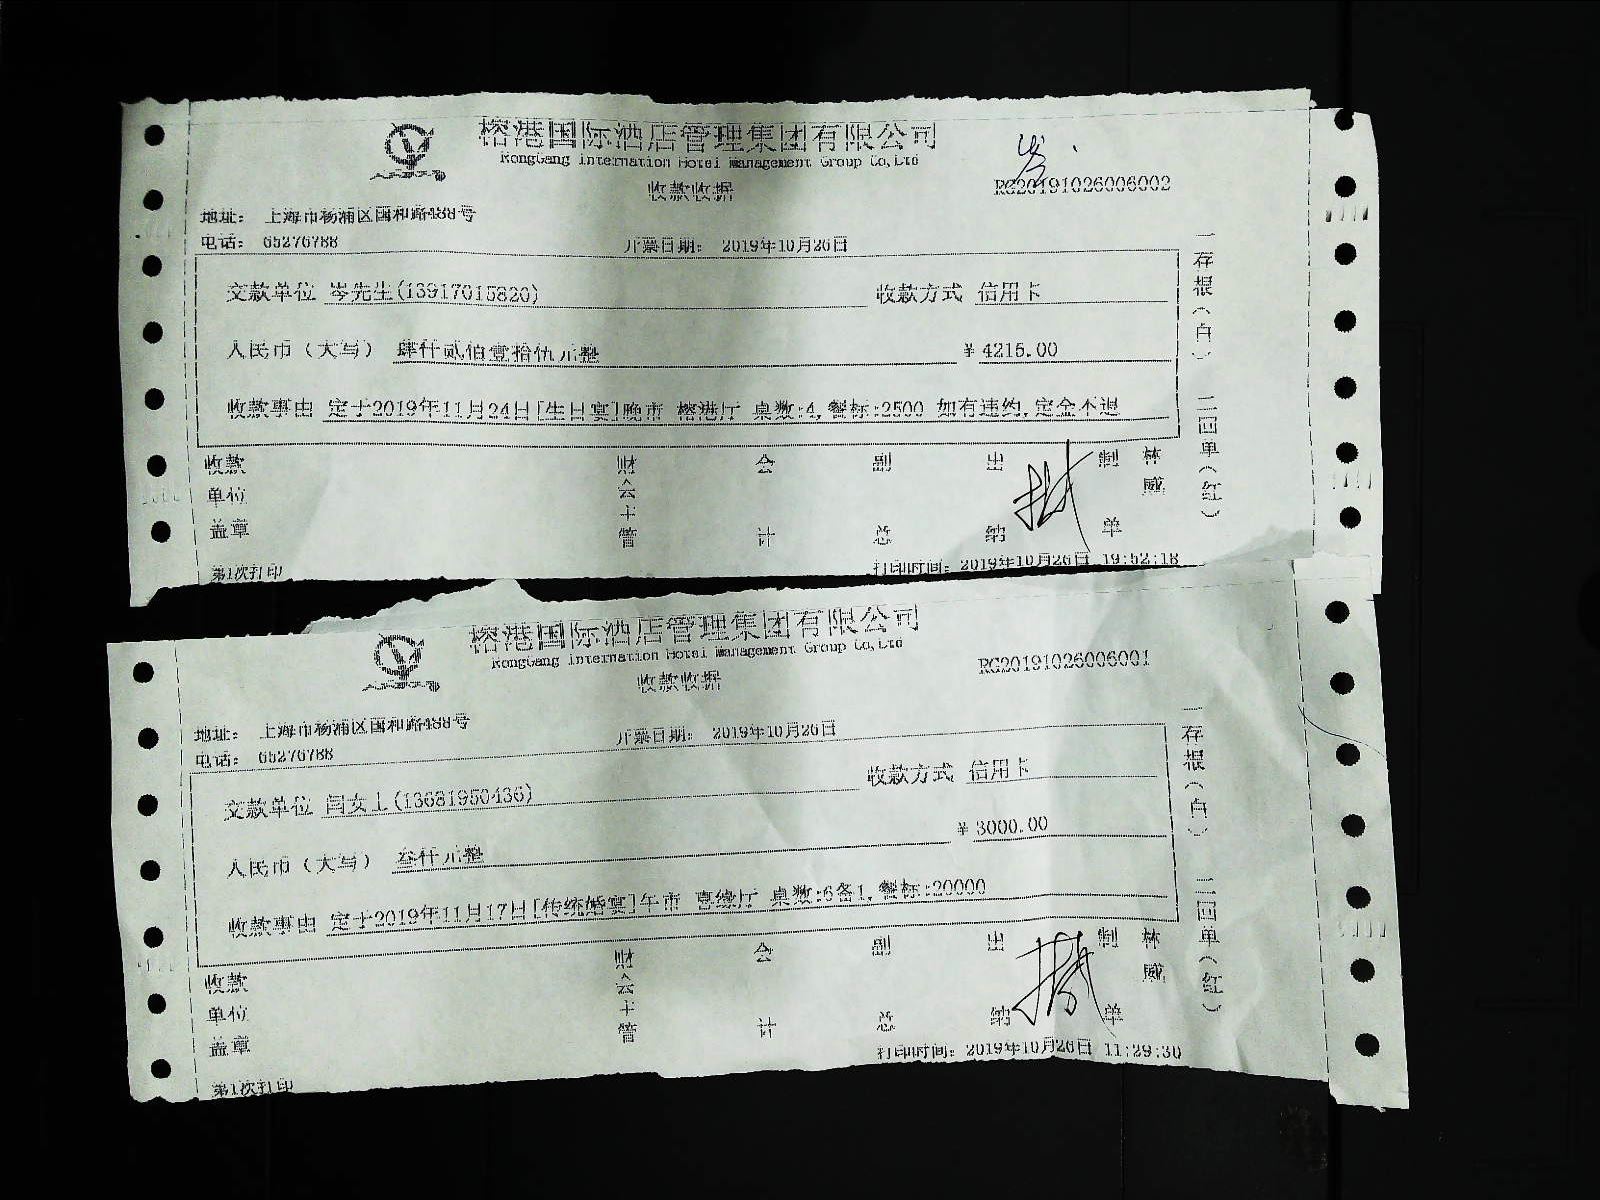 榕港国际酒店管理集团有限公司
RongGang Internation Hotel Management Group Co,Ltd
收款收据
发
RG20191026006002
地址： 上海市杨浦区国和路488号
电话： 65276788 开票日期： 2019年10月26日
交款单位 岑先生(13917015820) 收款方式 信用卡
人民币（大写） 肆仟贰佰壹拾伍元整 ￥4215.00
收款事由 定于2019年11月24日[生日宴]晚市 榕港厅 桌数:4,餐标:2500 如有违约,定金不退
一存根（白） 二回单（红）
收款单位盖章 财会主管 会计 副总 出纳 制单 林威
第1次打印 打印时间：2019年10月26日 19:52:18
榕港国际酒店管理集团有限公司
RongGang Internation Hotel Management Group Co,Ltd
收款收据
RG20191026006001
地址： 上海市杨浦区国和路488号
电话： 65276788 开票日期： 2019年10月26日
交款单位 闫女士(13681950436) 收款方式 信用卡
人民币（大写） 叁仟元整 ￥3000.00
收款事由 定于2019年11月17日[传统婚宴]午市 喜缘厅 桌数:6备1,餐标:20000
一存根（白） 二回单（红）
收款单位盖章 财会主管 会计 副总 出纳 制单 林威
第1次打印 打印时间：2019年10月26日 11:29:30